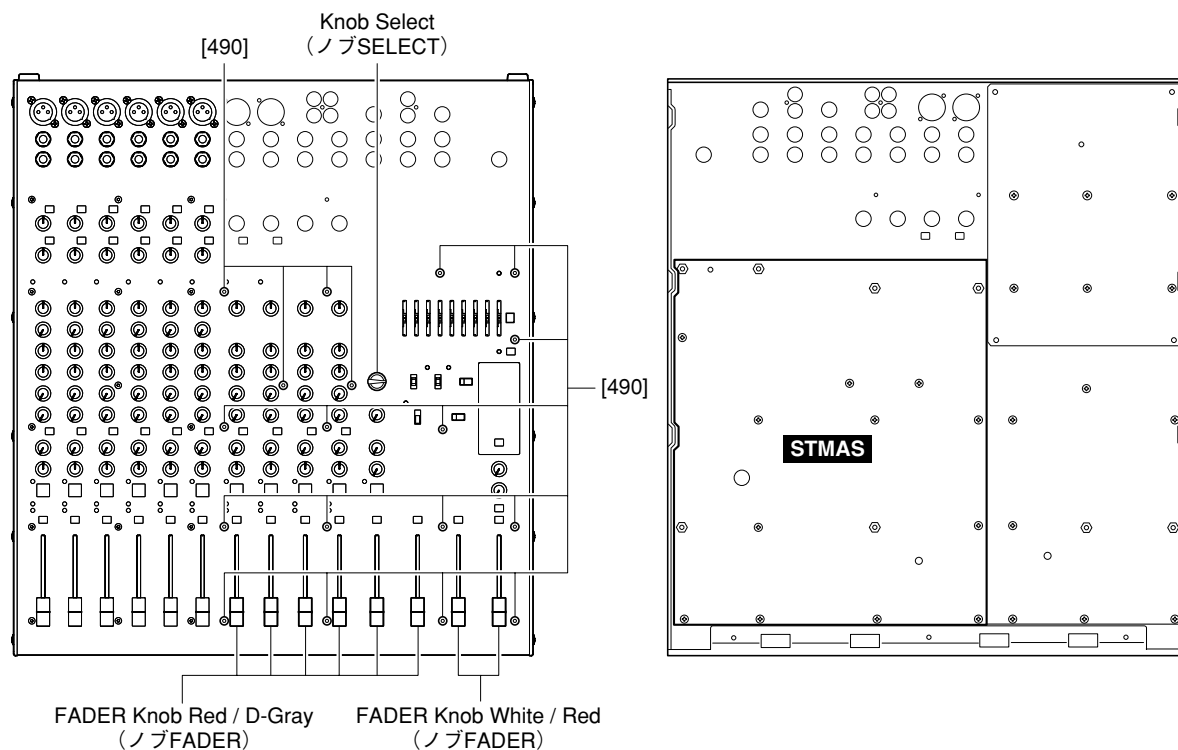 Knob Select
（ノブSELECT）
[490]
[490]
STMAS
FADER Knob Red / D-Gray
（ノブFADER）
FADER Knob White / Red
（ノブFADER）